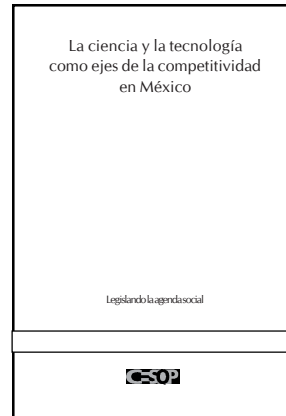 La ciencia y la tecnología
como ejes de la competitividad
en México
Legislando la agenda social
CESOP